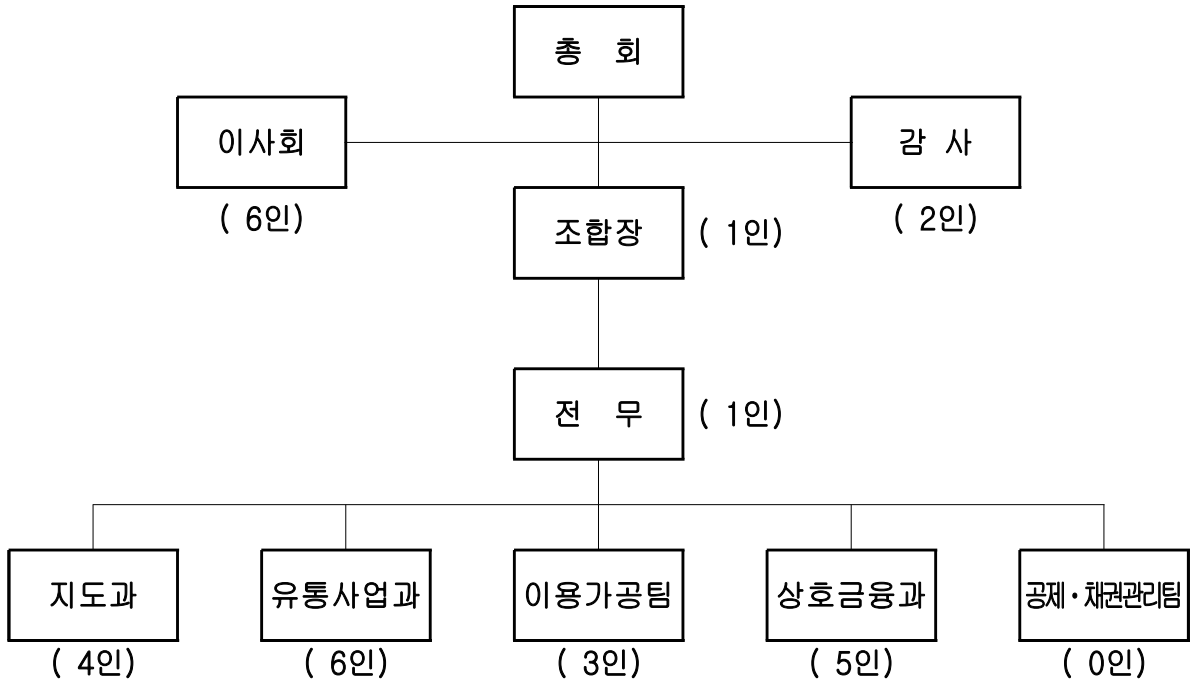 총 회
이사회
감 사
( 6인)
( 2인)
조합장 ( 1인)
전 무 ( 1인)
지도과 유통사업과 이용가공팀 상호금융과 공제・채권관리팀
( 4인) ( 6인) ( 3인) ( 5인) ( 0인)